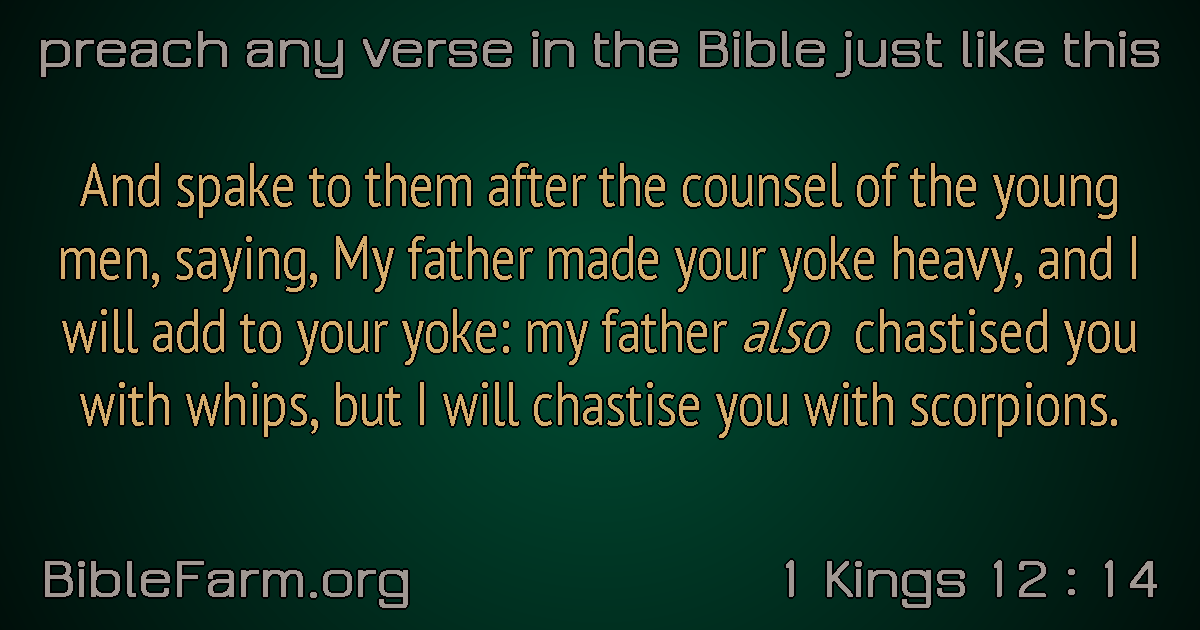 preach any verse in the Bible just like this
And spake to them after the counsel of the young
men, saying, My father made your yoke heavy, and I
will add to your yoke: my father also chastised you
with whips, but I will chastise you with scorpions.
BibleFarm.org
1 Kings 12 : 14